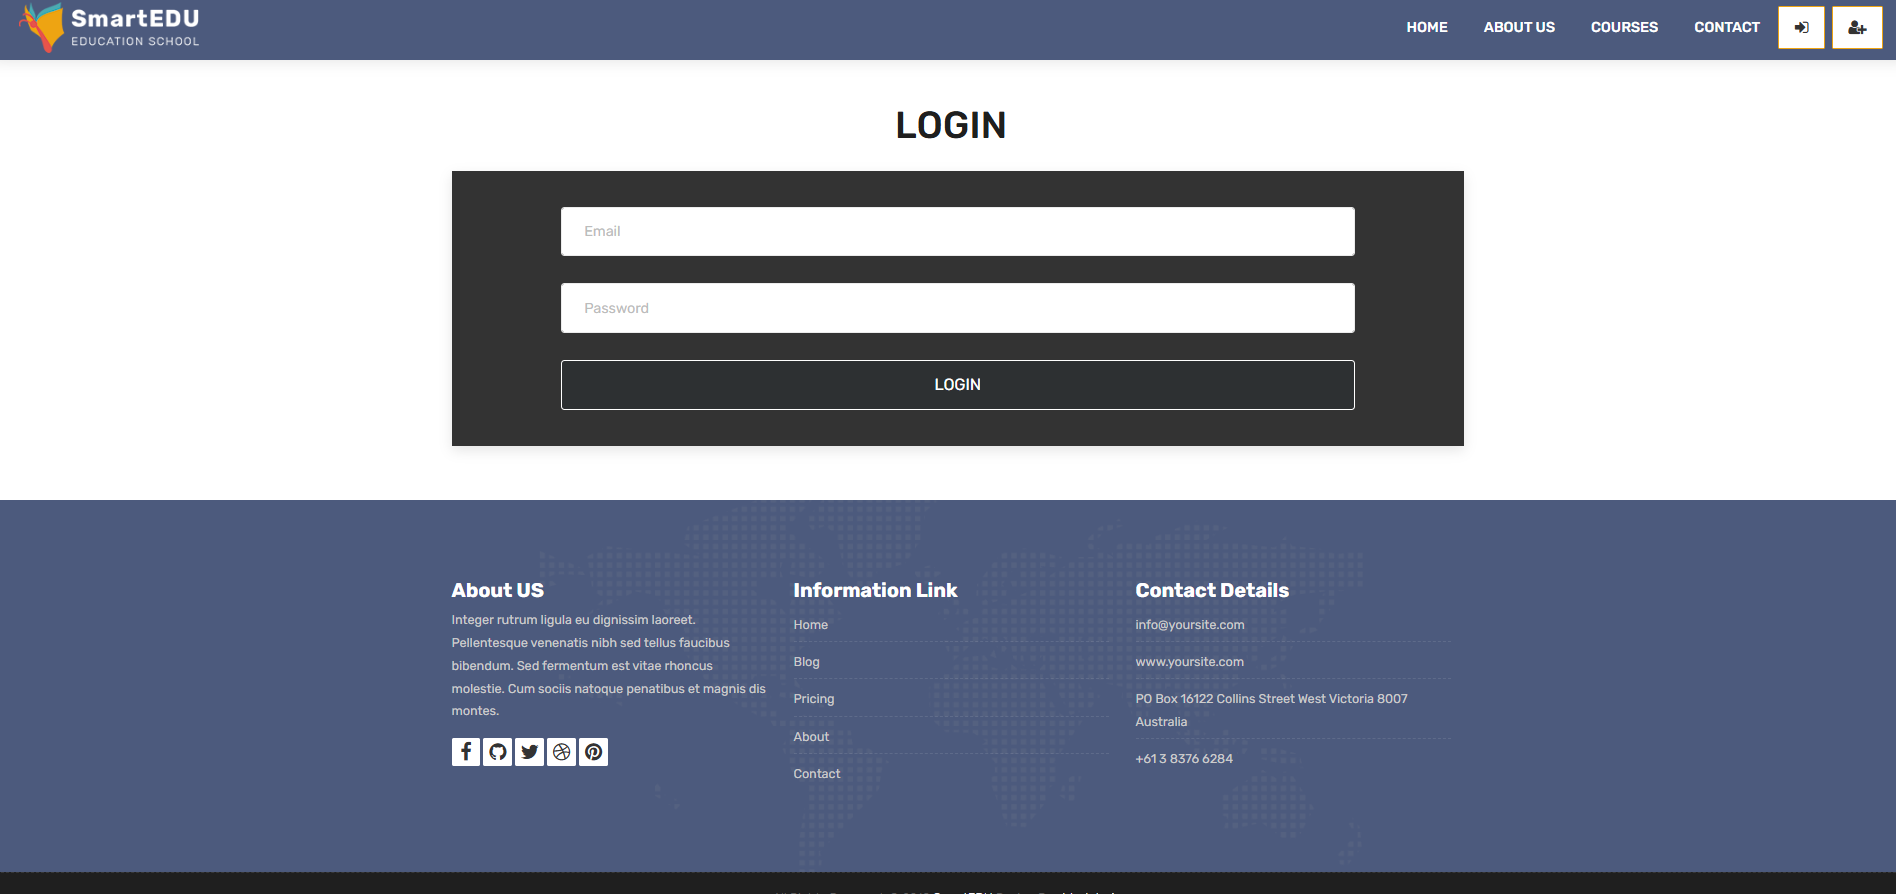 SmartEDU
EDUCATION SCHOOL
HOME
ABOUT US
COURSES
CONTACT
LOGIN
Email
Password
LOGIN
About US
Integer rutrum ligula eu dignissim laoreet.
Pellentesque venenatis nibh sed tellus faucibus
bibendum. Sed fermentum est vitae rhoncus
molestie. Cum sociis natoque penatibus et magnis dis
montes.
Information Link
Home
Blog
Pricing
About
Contact
Contact Details
info@yoursite.com
www.yoursite.com
PO Box 16122 Collins Street West Victoria 8007
Australia
+61 3 8376 6284